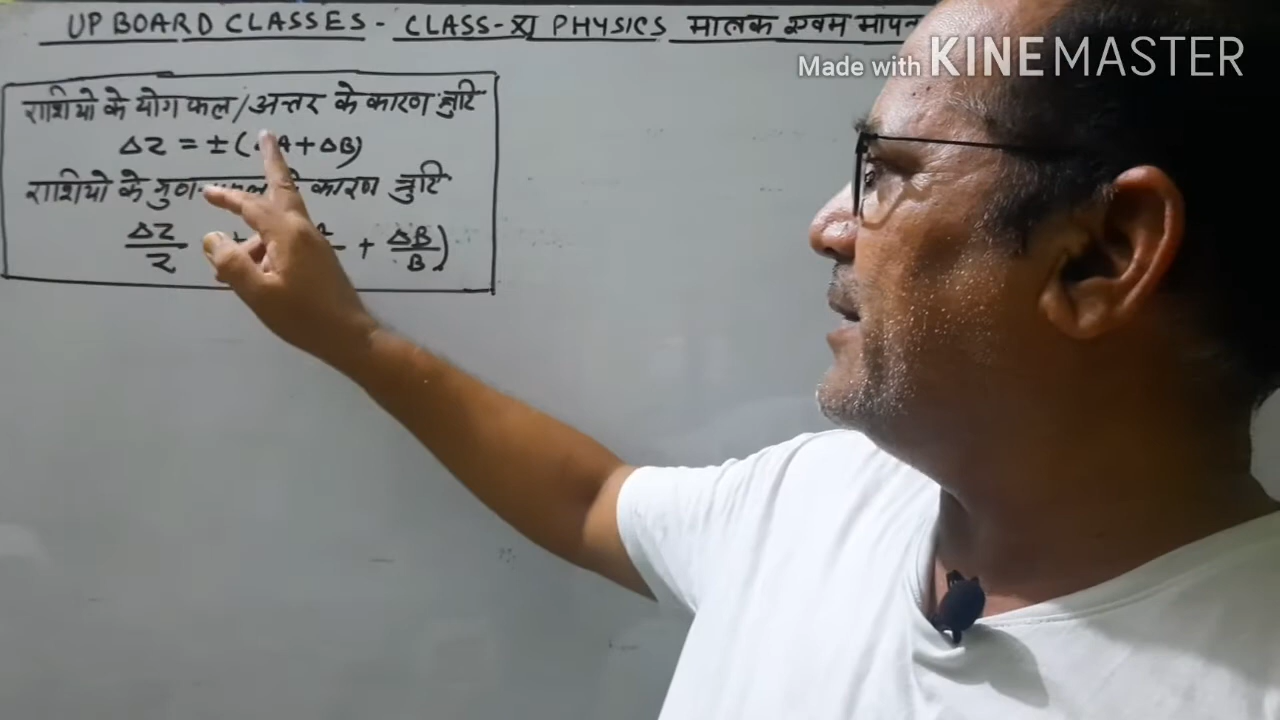 UP BOARD CLASSES - CLASS-XI PHYSICS मात्रक एवम मापन
Made with KINEMASTER
राशियो के योग फल/अन्तर के कारण त्रुटि
ΔZ = ±(ΔA+ΔB)
राशियो के गुणनफल के कारण त्रुटि
ΔZ/Z ± + ΔB/B)